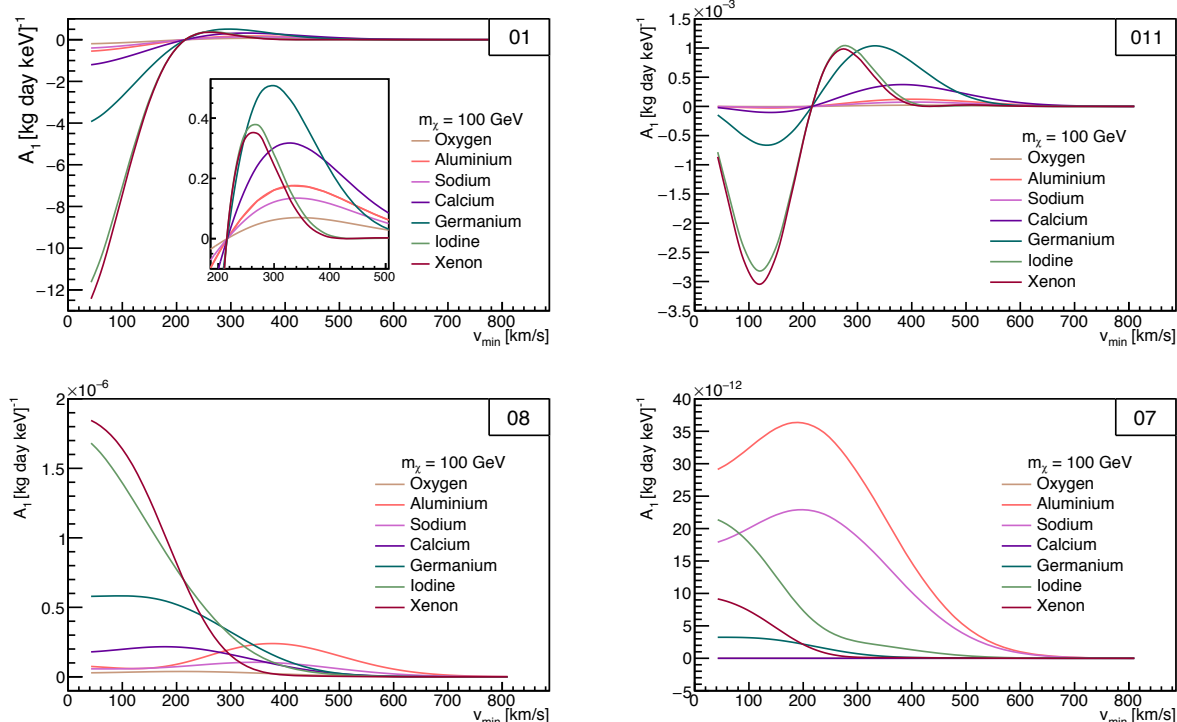 01
A1 [kg day keV]-1
0
−2
−4
−6
−8
−10
−12
0.4
0.2
0
200 300 400 500
mχ = 100 GeV
Oxygen
Aluminium
Sodium
Calcium
Germanium
Iodine
Xenon
0 100 200 300 400 500 600 700 800
vmin [km/s]
×10−3
011
A1 [kg day keV]-1
1.5
1
0.5
0
−0.5
−1
−1.5
−2
−2.5
−3
−3.5
mχ = 100 GeV
Oxygen
Aluminium
Sodium
Calcium
Germanium
Iodine
Xenon
0 100 200 300 400 500 600 700 800
vmin [km/s]
×10−6
08
A1 [kg day keV]-1
2
1.5
1
0.5
0
mχ = 100 GeV
Oxygen
Aluminium
Sodium
Calcium
Germanium
Iodine
Xenon
0 100 200 300 400 500 600 700 800
vmin [km/s]
×10−12
07
A1 [kg day keV]-1
40
35
30
25
20
15
10
5
0
−5
mχ = 100 GeV
Oxygen
Aluminium
Sodium
Calcium
Germanium
Iodine
Xenon
0 100 200 300 400 500 600 700 800
vmin [km/s]